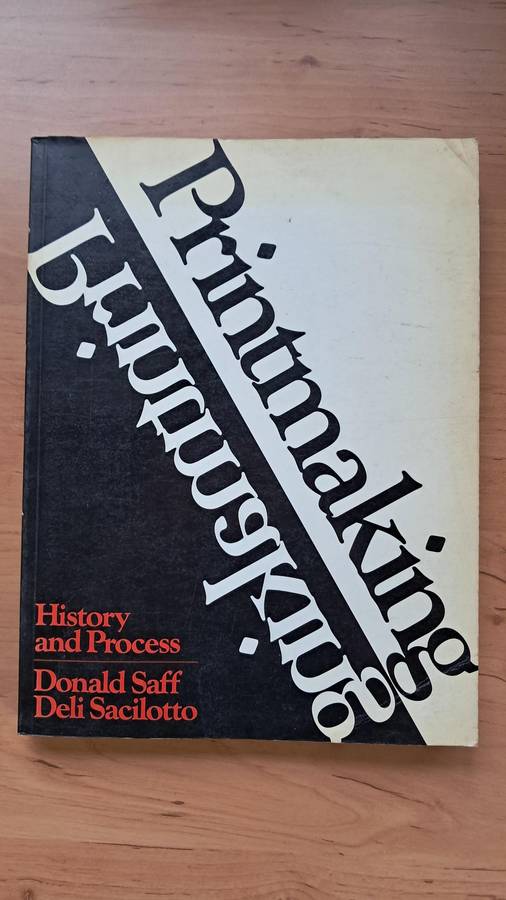 Printmaking
Printmaking
History
and Process
Donald Saff
Deli Sacilotto